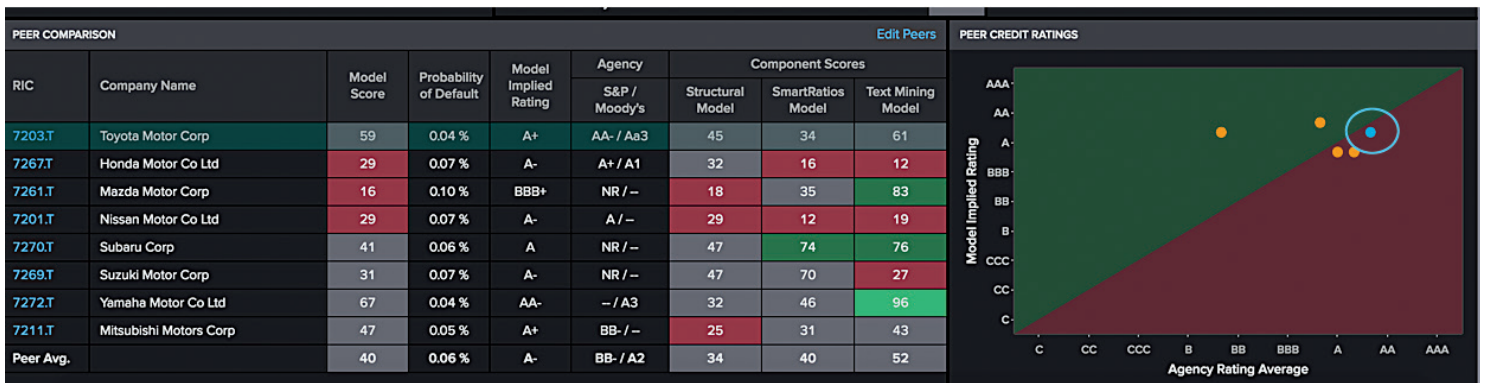 PEER COMPARISON Edit Peers
RIC Company Name Model Score Probability of Default Model Implied Rating Agency S&P / Moody's Component Scores Structural Model SmartRatios Model Text Mining Model
7203.T Toyota Motor Corp 59 0.04 % A+ AA- / Aa3 45 34 61
7267.T Honda Motor Co Ltd 29 0.07 % A- A+ / A1 32 16 12
7261.T Mazda Motor Corp 16 0.10 % BBB+ NR / -- 18 35 83
7201.T Nissan Motor Co Ltd 29 0.07 % A- A / -- 29 12 19
7270.T Subaru Corp 41 0.06 % A NR / -- 47 74 76
7269.T Suzuki Motor Corp 31 0.07 % A- NR / -- 47 70 27
7272.T Yamaha Motor Co Ltd 67 0.04 % AA- -- / A3 32 46 96
7211.T Mitsubishi Motors Corp 47 0.05 % A+ BB- / -- 25 31 43
Peer Avg. 40 0.06 % A- BB- / A2 34 40 52
PEER CREDIT RATINGS
Model Implied Rating
AAA
AA
A
BBB
BB
B
CCC
CC
C
C CC CCC B BB BBB A AA AAA
Agency Rating Average